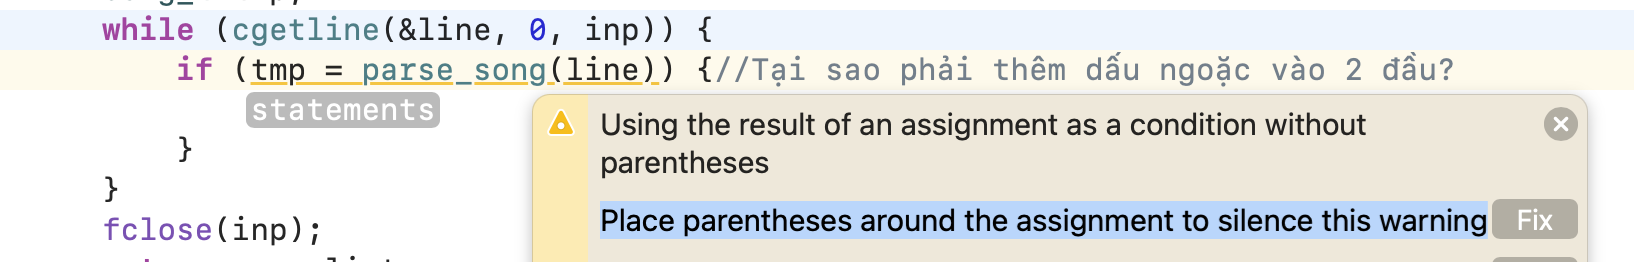 while (cgetline(&line, 0, inp)) {
if (tmp = parse_song(line)) {//Tại sao phải thêm dấu ngoặc vào 2 đầu?
statements
Using the result of an assignment as a condition without
parentheses
}
}
Place parentheses around the assignment to silence this warning
Fix
fclose(inp);